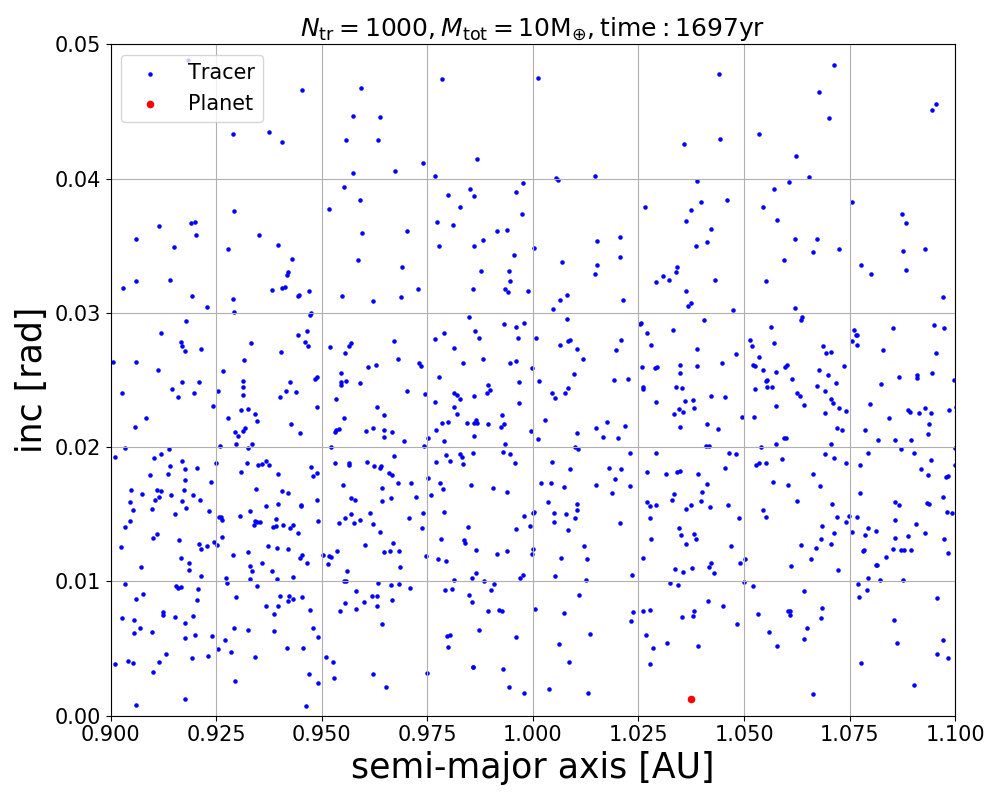 N_tr = 1000, M_tot = 10M_⊕, time : 1697yr
Tracer
Planet
0.05
0.04
0.03
0.02
0.01
0.00
inc [rad]
0.900 0.925 0.950 0.975 1.000 1.025 1.050 1.075 1.100
semi-major axis [AU]